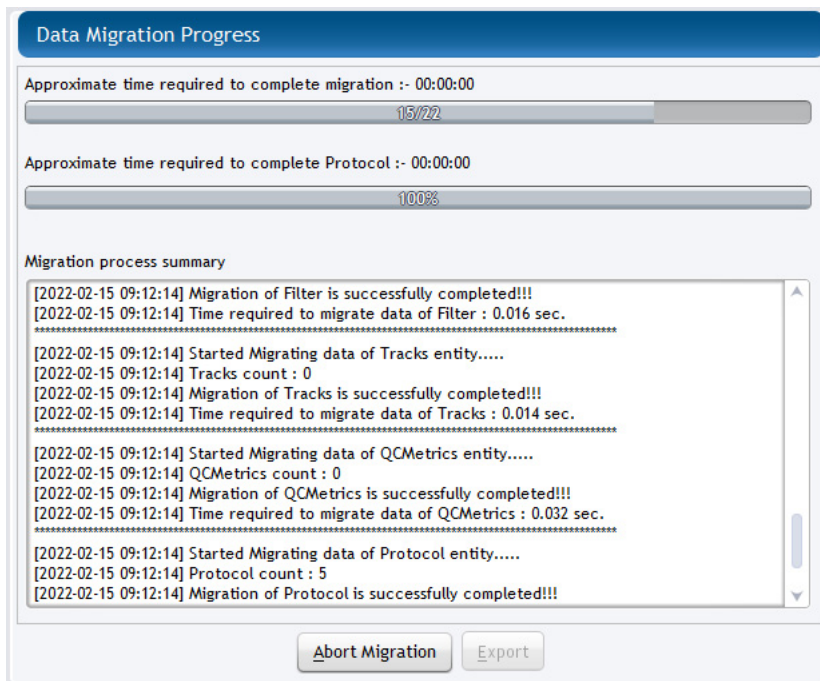 Data Migration Progress
Approximate time required to complete migration :- 00:00:00
15/22
Approximate time required to complete Protocol :- 00:00:00
100%
Migration process summary
[2022-02-15 09:12:14] Migration of Filter is successfully completed!!!
[2022-02-15 09:12:14] Time required to migrate data of Filter : 0.016 sec.
************************************************************************************************************
[2022-02-15 09:12:14] Started Migrating data of Tracks entity.....
[2022-02-15 09:12:14] Tracks count : 0
[2022-02-15 09:12:14] Migration of Tracks is successfully completed!!!
[2022-02-15 09:12:14] Time required to migrate data of Tracks : 0.014 sec.
************************************************************************************************************
[2022-02-15 09:12:14] Started Migrating data of QCMetrics entity.....
[2022-02-15 09:12:14] QCMetrics count : 0
[2022-02-15 09:12:14] Migration of QCMetrics is successfully completed!!!
[2022-02-15 09:12:14] Time required to migrate data of QCMetrics : 0.032 sec.
************************************************************************************************************
[2022-02-15 09:12:14] Started Migrating data of Protocol entity.....
[2022-02-15 09:12:14] Protocol count : 5
[2022-02-15 09:12:14] Migration of Protocol is successfully completed!!!
Abort Migration
Export